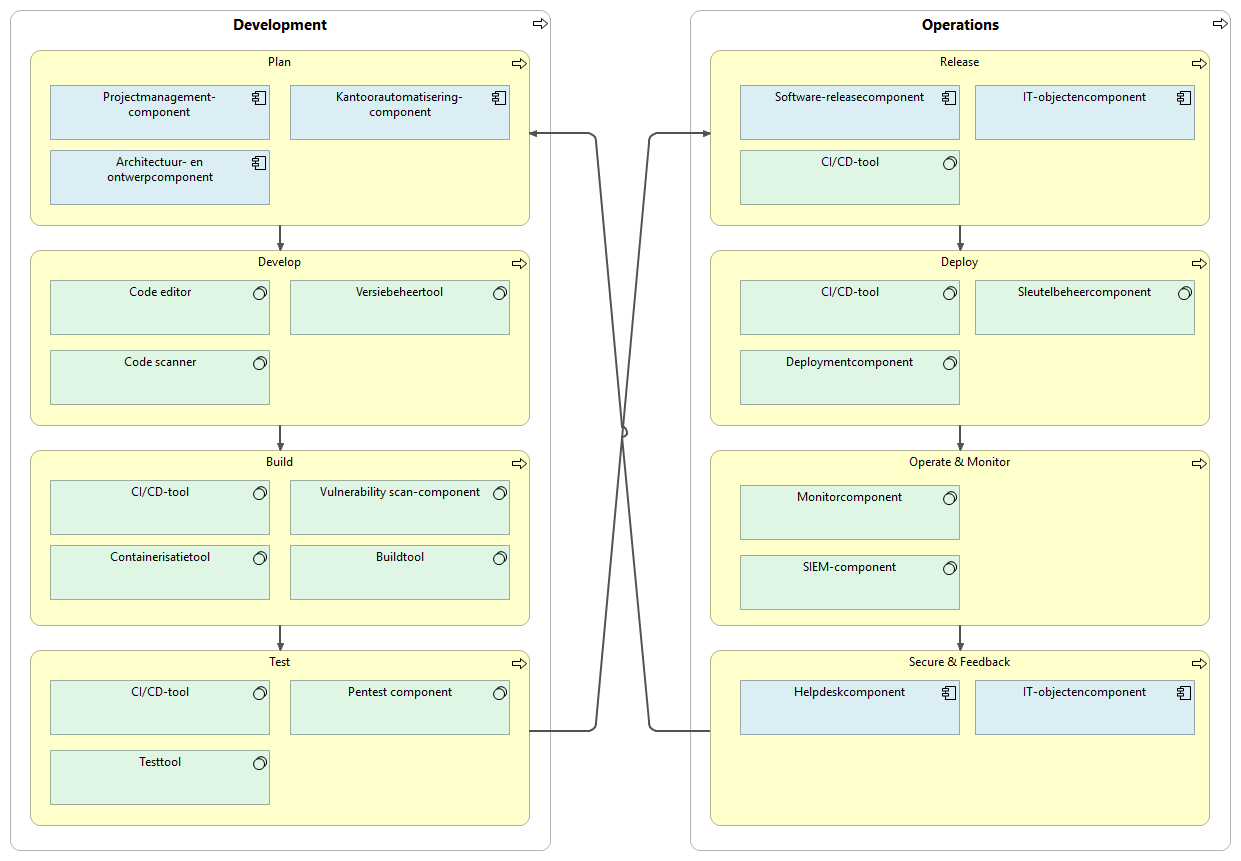 Development
Plan
Projectmanagement-
component
Kantoorautomatisering-
component
Architectuur- en
ontwerpcomponent
Develop
Code editor
Versiebeheertool
Code scanner
Build
CI/CD-tool
Vulnerability scan-component
Containerisatietool
Buildtool
Test
CI/CD-tool
Pentest component
Testtool
Operations
Release
Software-releasecomponent
IT-objectencomponent
CI/CD-tool
Deploy
CI/CD-tool
Sleutelbeheercomponent
Deploymentcomponent
Operate & Monitor
Monitorcomponent
SIEM-component
Secure & Feedback
Helpdeskcomponent
IT-objectencomponent